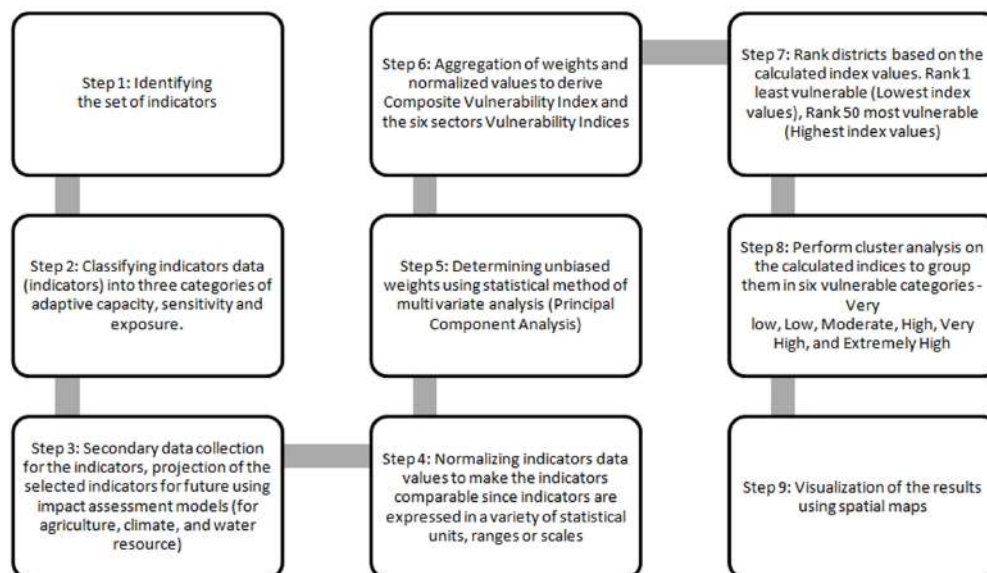 Step 1: Identifying
the set of indicators
Step 2: Classifying indicators data
(indicators) into three categories of
adaptive capacity, sensitivity and
exposure.
Step 3: Secondary data collection
for the indicators, projection of the
selected indicators for future using
impact assessment models (for
agriculture, climate, and water
resource)
Step 4: Normalizing indicators data
values to make the indicators
comparable since indicators are
expressed in a variety of statistical
units, ranges or scales
Step 5: Determining unbiased
weights using statistical method of
multi variate analysis (Principal
Component Analysis)
Step 6: Aggregation of weights and
normalized values to derive
Composite Vulnerability Index and
the six sectors Vulnerability Indices
Step 7: Rank districts based on the
calculated index values. Rank 1
least vulnerable (Lowest index
values), Rank 50 most vulnerable
(Highest index values)
Step 8: Perform cluster analysis on
the calculated indices to group
them in six vulnerable categories -
Very
low, Low, Moderate, High, Very
High, and Extremely High
Step 9: Visualization of the results
using spatial maps